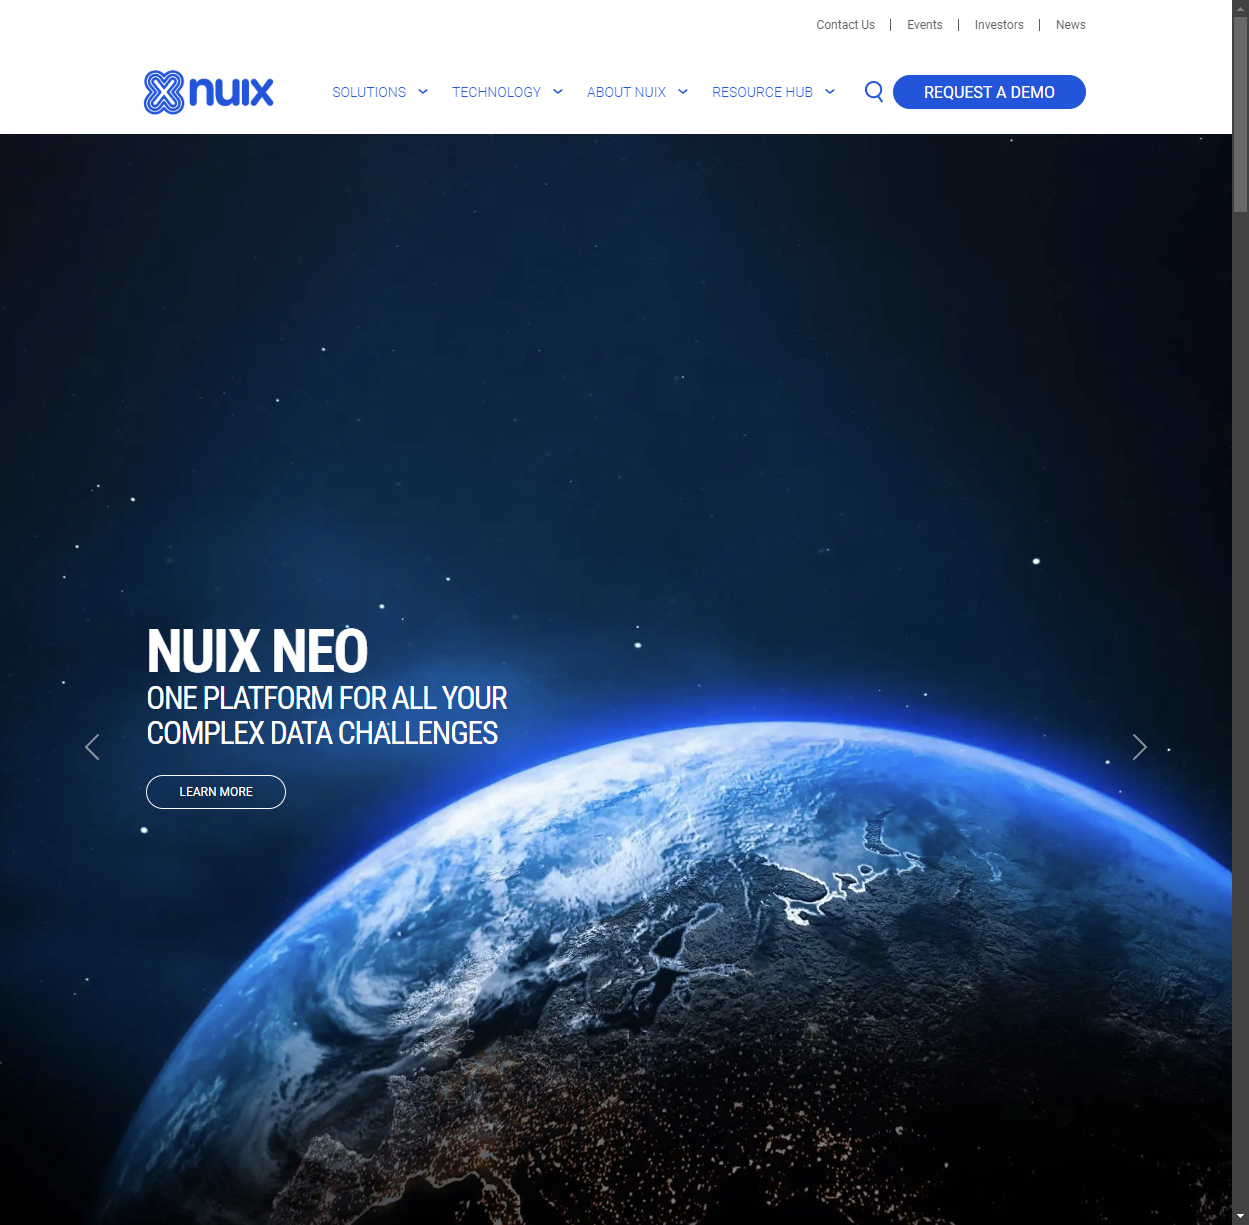 Contact Us | Events | Investors | News
nuix SOLUTIONS TECHNOLOGY ABOUT NUIX RESOURCE HUB REQUEST A DEMO
NUIX NEO
ONE PLATFORM FOR ALL YOUR
COMPLEX DATA CHALLENGES
LEARN MORE